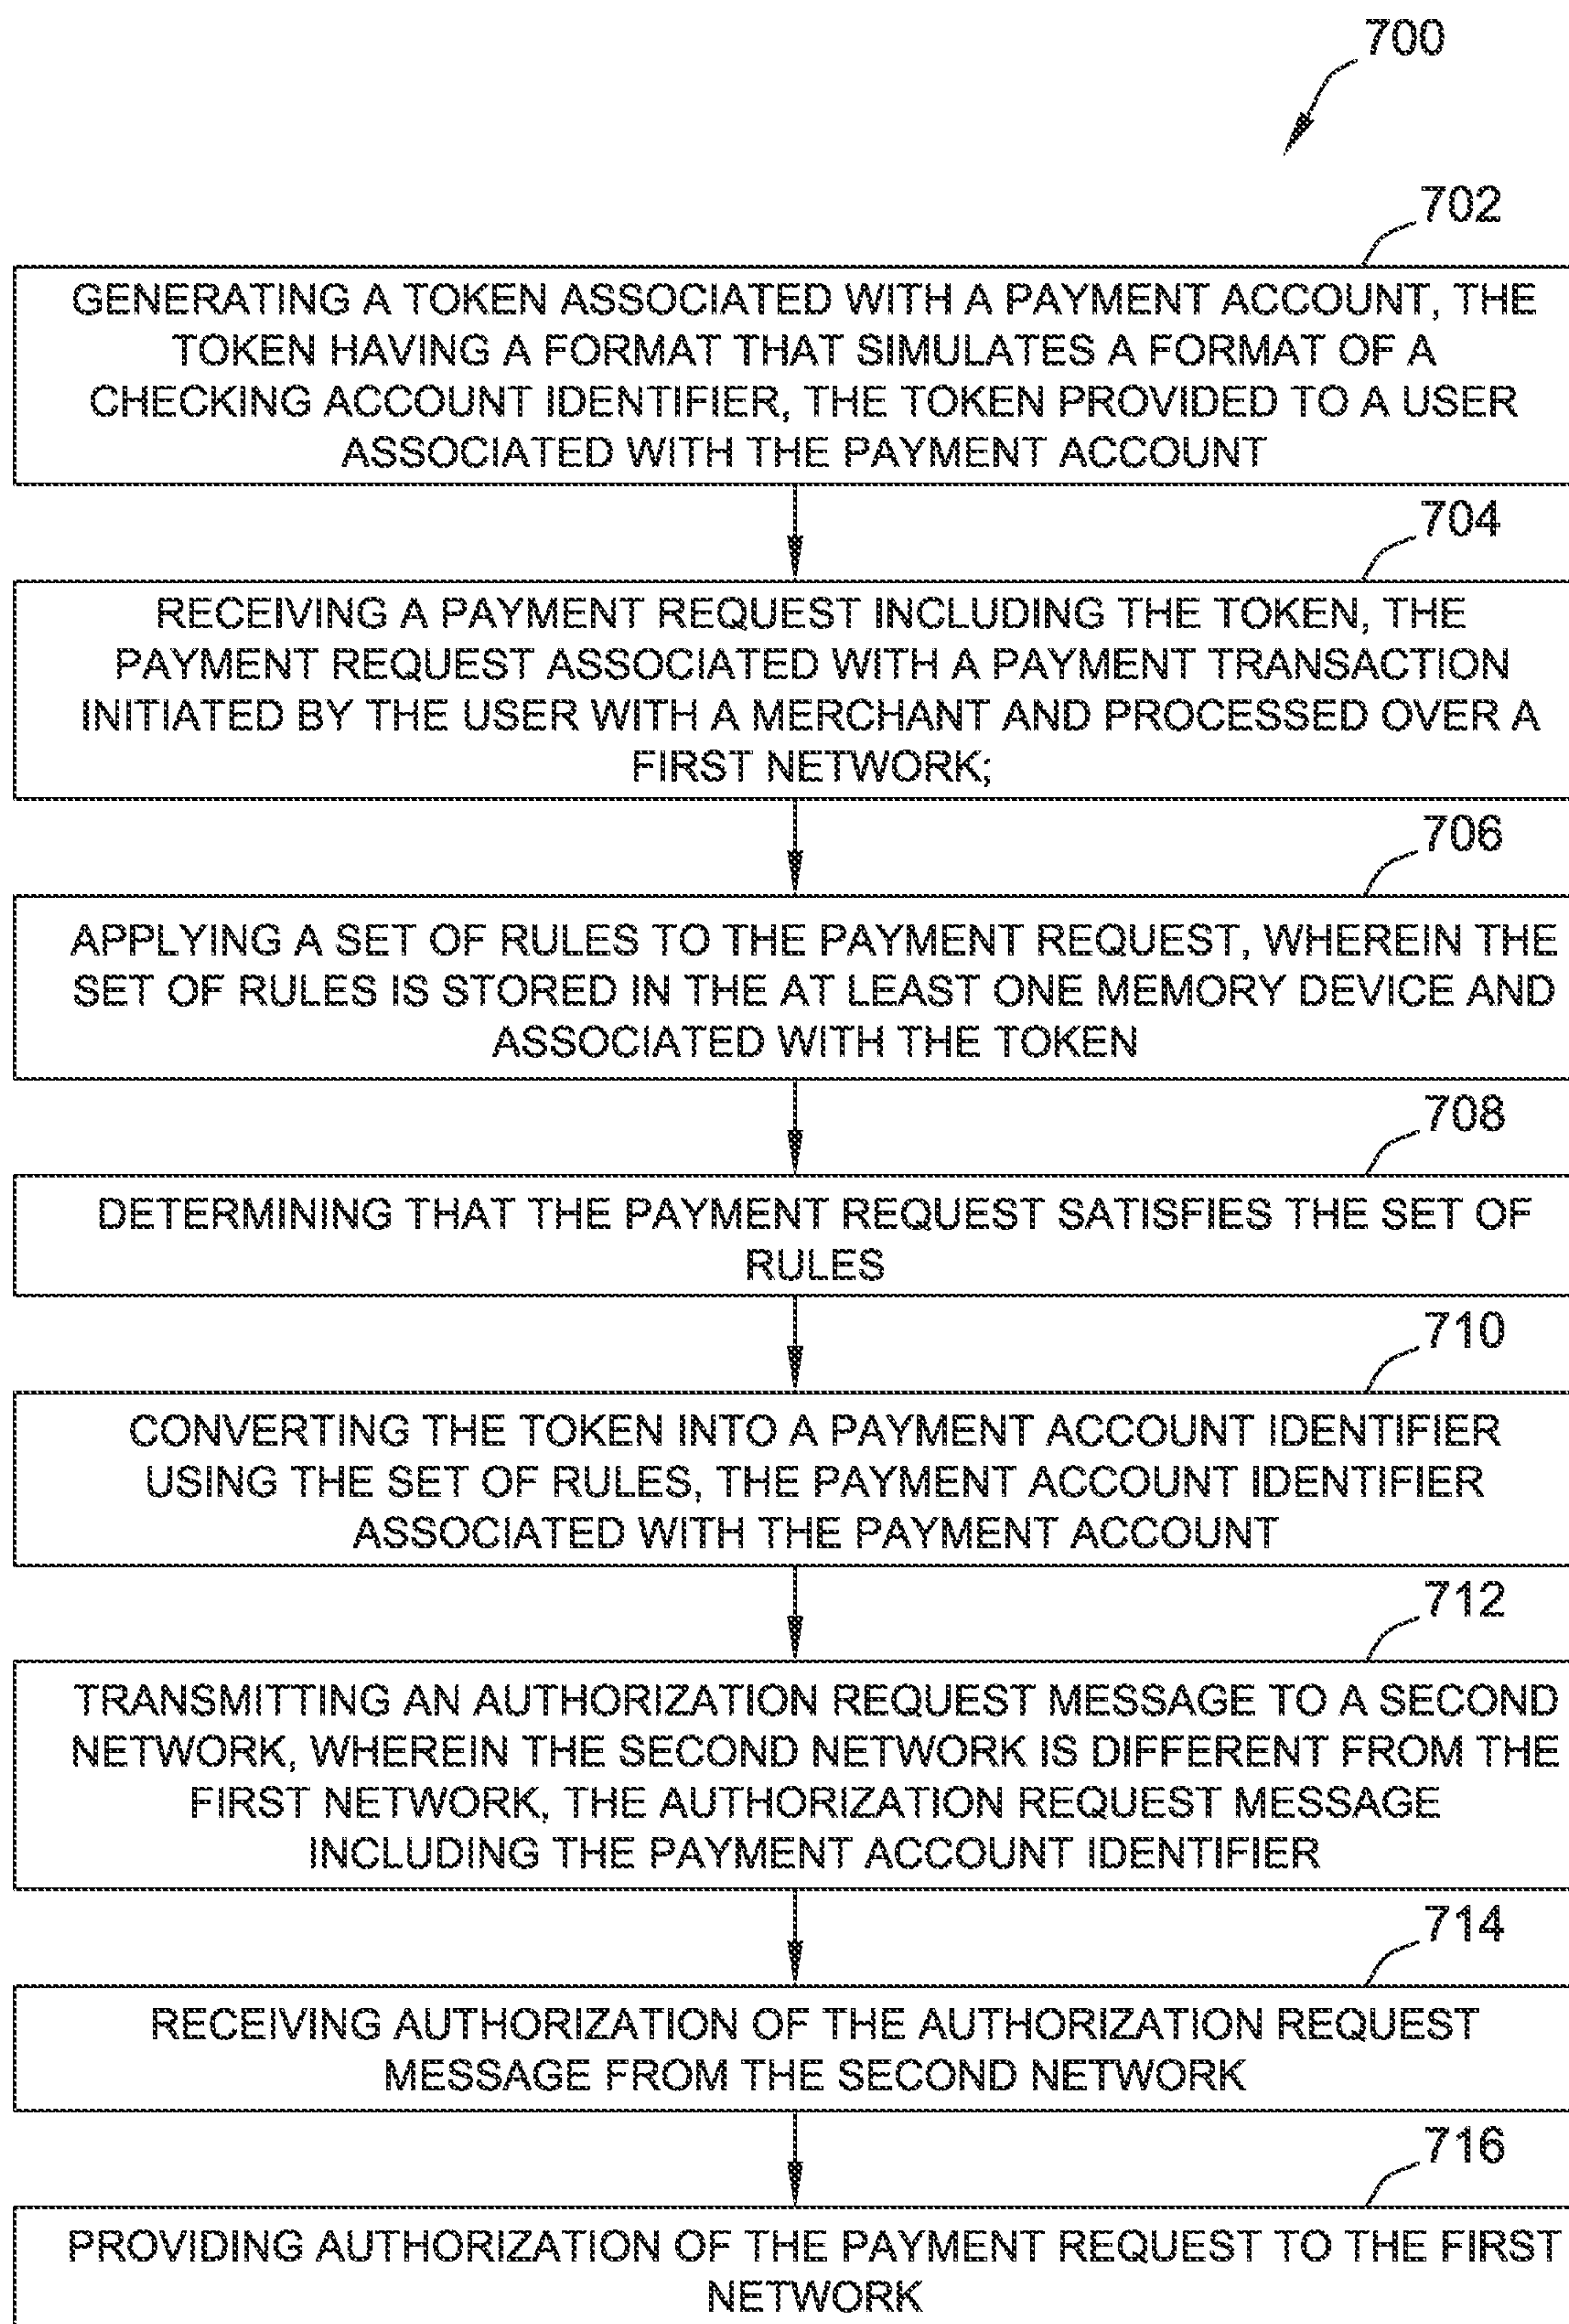 700
702
GENERATING A TOKEN ASSOCIATED WITH A PAYMENT ACCOUNT, THE
TOKEN HAVING A FORMAT THAT SIMULATES A FORMAT OF A
CHECKING ACCOUNT IDENTIFIER, THE TOKEN PROVIDED TO A USER
ASSOCIATED WITH THE PAYMENT ACCOUNT
704
RECEIVING A PAYMENT REQUEST INCLUDING THE TOKEN, THE
PAYMENT REQUEST ASSOCIATED WITH A PAYMENT TRANSACTION
INITIATED BY THE USER WITH A MERCHANT AND PROCESSED OVER A
FIRST NETWORK;
706
APPLYING A SET OF RULES TO THE PAYMENT REQUEST, WHEREIN THE
SET OF RULES IS STORED IN THE AT LEAST ONE MEMORY DEVICE AND
ASSOCIATED WITH THE TOKEN
708
DETERMINING THAT THE PAYMENT REQUEST SATISFIES THE SET OF
RULES
710
CONVERTING THE TOKEN INTO A PAYMENT ACCOUNT IDENTIFIER
USING THE SET OF RULES, THE PAYMENT ACCOUNT IDENTIFIER
ASSOCIATED WITH THE PAYMENT ACCOUNT
712
TRANSMITTING AN AUTHORIZATION REQUEST MESSAGE TO A SECOND
NETWORK, WHEREIN THE SECOND NETWORK IS DIFFERENT FROM THE
FIRST NETWORK, THE AUTHORIZATION REQUEST MESSAGE
INCLUDING THE PAYMENT ACCOUNT IDENTIFIER
714
RECEIVING AUTHORIZATION OF THE AUTHORIZATION REQUEST
MESSAGE FROM THE SECOND NETWORK
716
PROVIDING AUTHORIZATION OF THE PAYMENT REQUEST TO THE FIRST
NETWORK